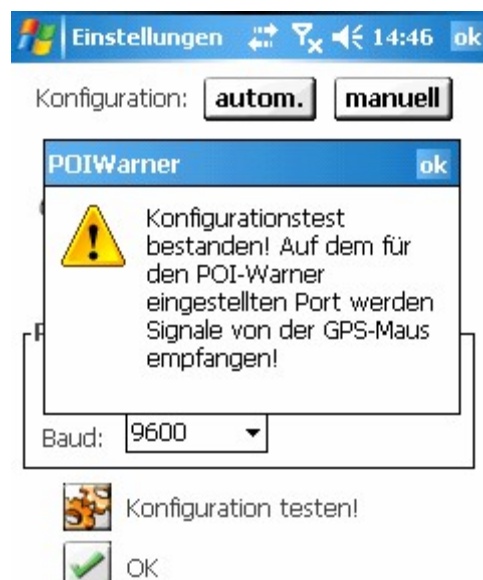 Einstellungen 14:46 ok
Konfiguration: autom. manuell
POIWarner ok
Konfigurationstest
bestanden! Auf dem für
den POI-Warner
eingestellten Port werden
Signale von der GPS-Maus
empfangen!
Baud: 9600
Konfiguration testen!
OK